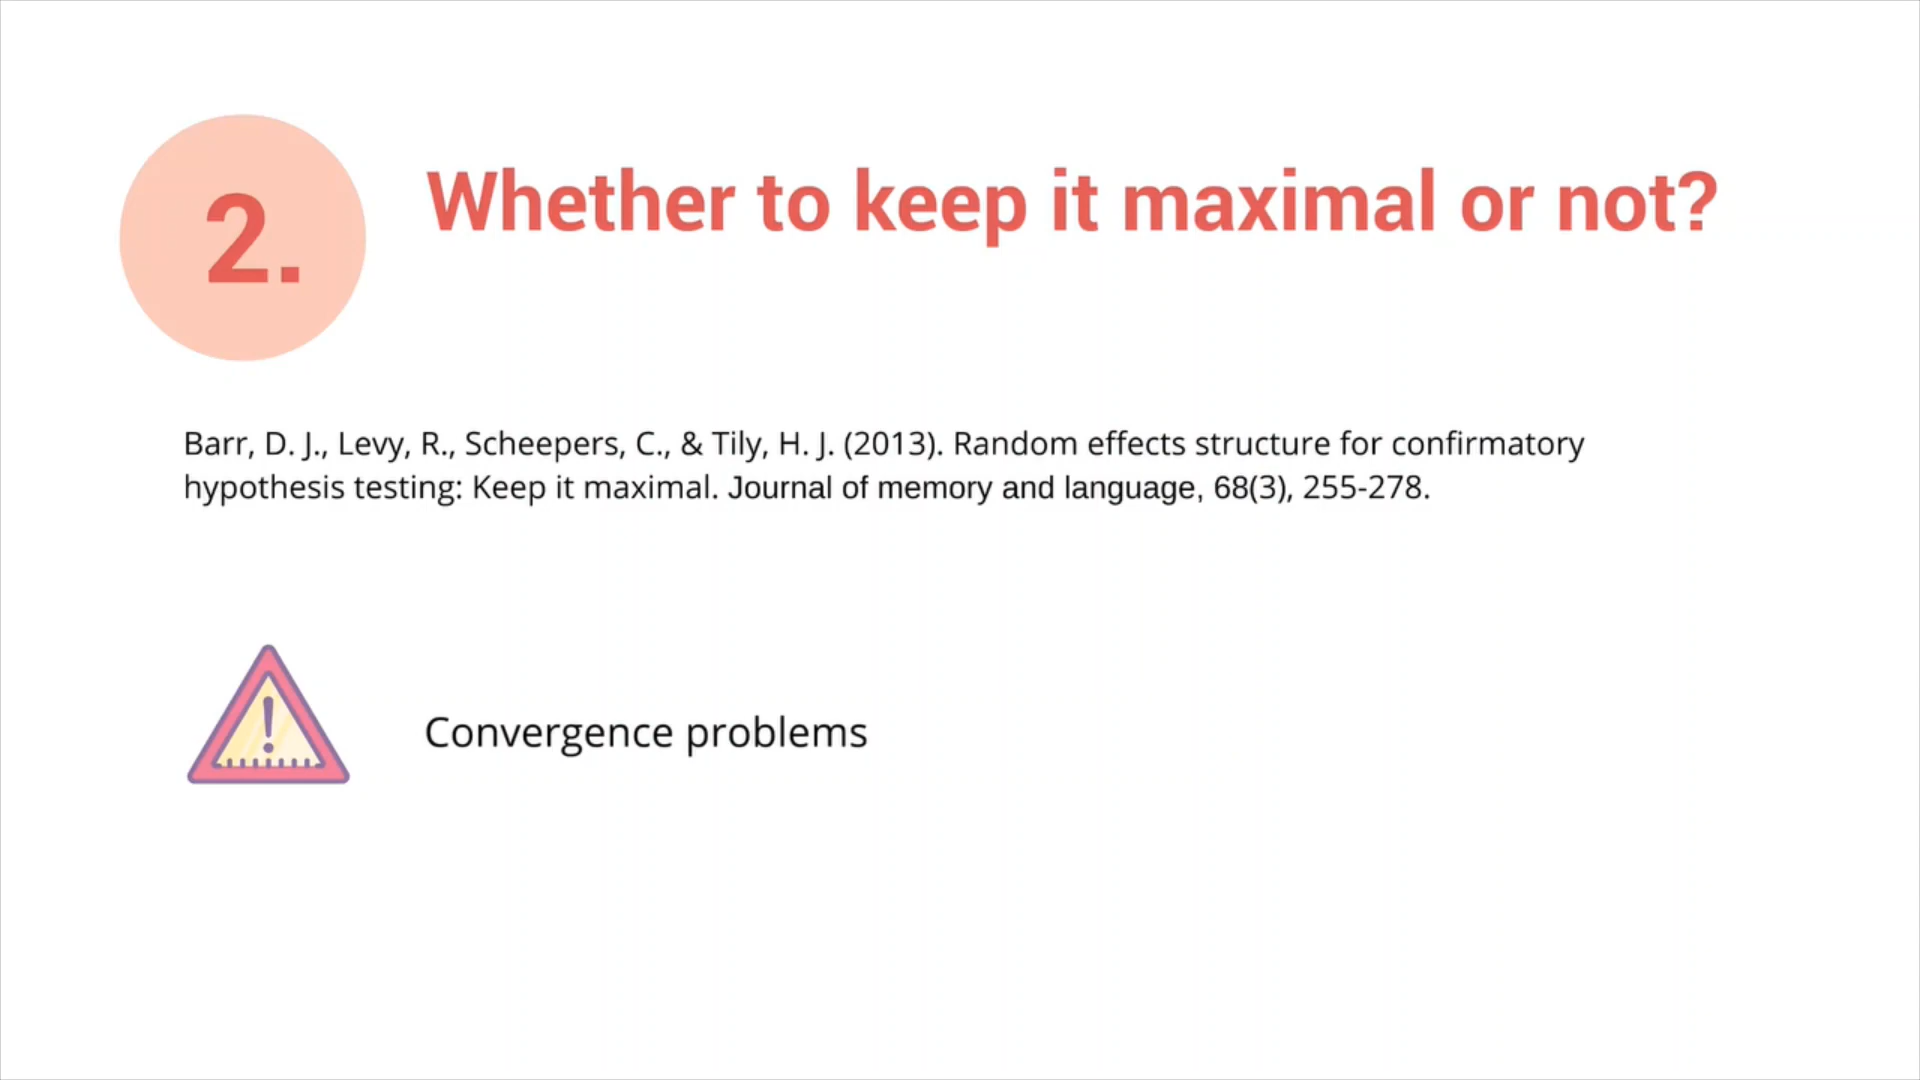 2.
Whether to keep it maximal or not?
Barr, D. J., Levy, R., Scheepers, C., & Tily, H. J. (2013). Random effects structure for confirmatory
hypothesis testing: Keep it maximal. Journal of memory and language, 68(3), 255-278.
!
Convergence problems